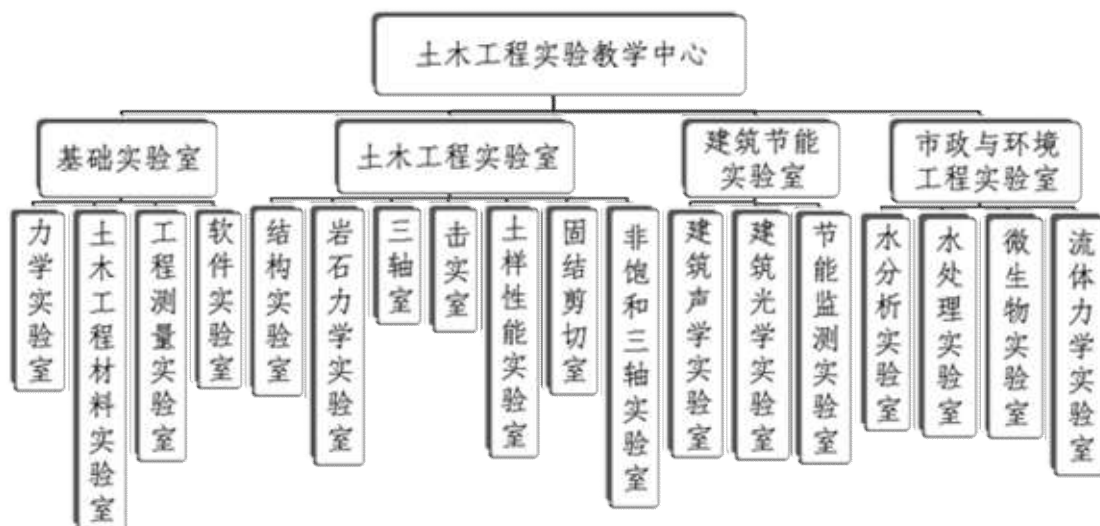 土木工程实验教学中心
基础实验室
土木工程实验室
建筑节能
实验室
市政与环境
工程实验室
力学实验室
土木工程材料实验室
工程测量实验室
软件实验室
结构实验室
岩石力学实验室
三轴室
击实室
土样性能实验室
固结剪切室
非饱和三轴实验室
建筑声学实验室
建筑光学实验室
节能监测实验室
水分析实验室
水处理实验室
微生物实验室
流体力学实验室